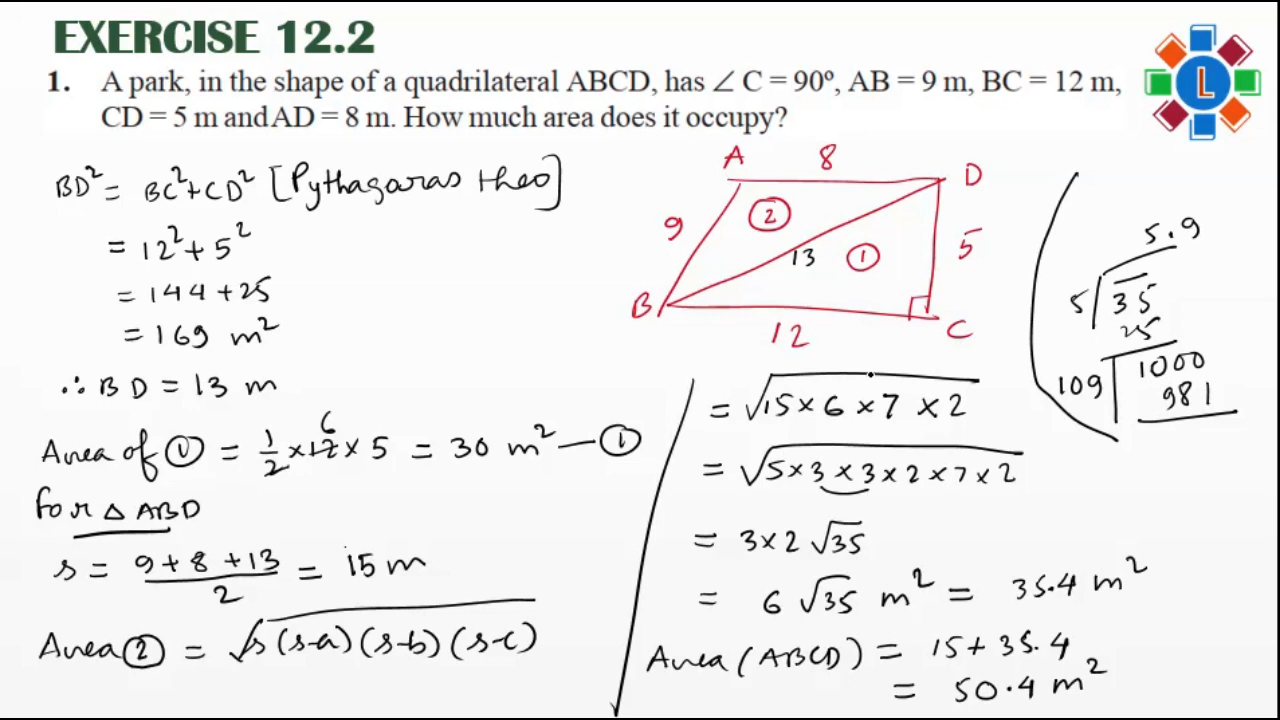 EXERCISE 12.2
1. A park, in the shape of a quadrilateral ABCD, has ∠ C = 90º, AB = 9 m, BC = 12 m,
CD = 5 m and AD = 8 m. How much area does it occupy?
L
BD² = BC² + CD² [Pythagaras theo]
= 12² + 5²
= 144 + 25
= 169 m²
∴ BD = 13 m
Area of ① = 1/2 × 12 6 × 5 = 30 m² — ①
for △ ABD
s = (9 + 8 + 13)/2 = 15 m
Area ② = √s(s-a)(s-b)(s-c)
A 8 D
9 ② 13 ① 5
B 12 C
= √15 × 6 × 7 × 2
= √5 × 3 × 3 × 2 × 7 × 2
= 3 × 2 √35
= 6 √35 m² = 35.4 m²
Area (ABCD) = 15 + 35.4
= 50.4 m²
5.9
5 35
25
109 1000
981